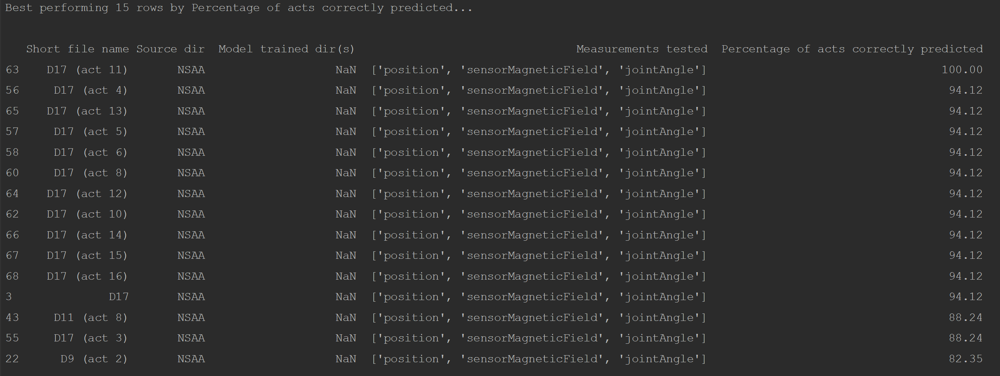 Best performing 15 rows by Percentage of acts correctly predicted...
Short file name Source dir Model trained dir(s) Measurements tested Percentage of acts correctly predicted
63 D17 (act 11) NSAA NaN ['position', 'sensorMagneticField', 'jointAngle'] 100.00
56 D17 (act 4) NSAA NaN ['position', 'sensorMagneticField', 'jointAngle'] 94.12
65 D17 (act 13) NSAA NaN ['position', 'sensorMagneticField', 'jointAngle'] 94.12
57 D17 (act 5) NSAA NaN ['position', 'sensorMagneticField', 'jointAngle'] 94.12
58 D17 (act 6) NSAA NaN ['position', 'sensorMagneticField', 'jointAngle'] 94.12
60 D17 (act 8) NSAA NaN ['position', 'sensorMagneticField', 'jointAngle'] 94.12
64 D17 (act 12) NSAA NaN ['position', 'sensorMagneticField', 'jointAngle'] 94.12
62 D17 (act 10) NSAA NaN ['position', 'sensorMagneticField', 'jointAngle'] 94.12
66 D17 (act 14) NSAA NaN ['position', 'sensorMagneticField', 'jointAngle'] 94.12
67 D17 (act 15) NSAA NaN ['position', 'sensorMagneticField', 'jointAngle'] 94.12
68 D17 (act 16) NSAA NaN ['position', 'sensorMagneticField', 'jointAngle'] 94.12
3 D17 NSAA NaN ['position', 'sensorMagneticField', 'jointAngle'] 94.12
43 D11 (act 8) NSAA NaN ['position', 'sensorMagneticField', 'jointAngle'] 88.24
55 D17 (act 3) NSAA NaN ['position', 'sensorMagneticField', 'jointAngle'] 88.24
22 D9 (act 2) NSAA NaN ['position', 'sensorMagneticField', 'jointAngle'] 82.35